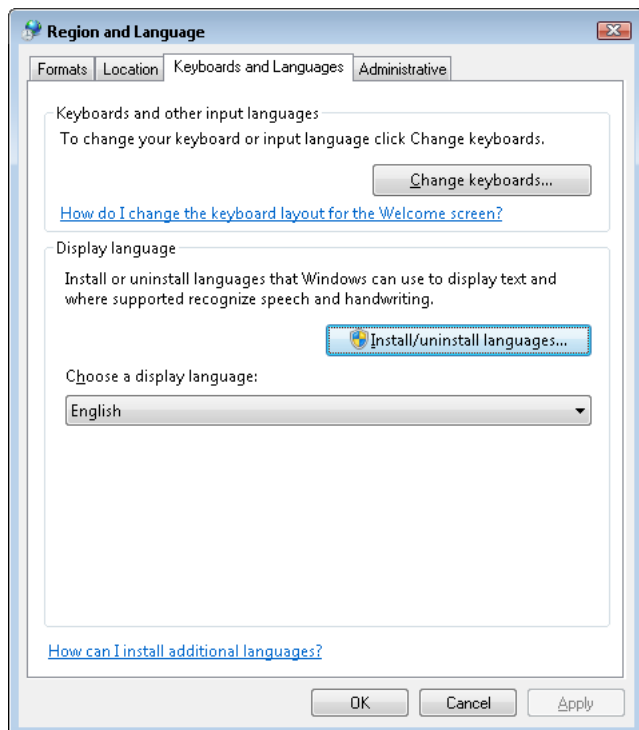 Region and Language
Formats Location Keyboards and Languages Administrative
Keyboards and other input languages
To change your keyboard or input language click Change keyboards.
Change keyboards...
How do I change the keyboard layout for the Welcome screen?
Display language
Install or uninstall languages that Windows can use to display text and
where supported recognize speech and handwriting.
Install/uninstall languages...
Choose a display language:
English
How can I install additional languages?
OK Cancel Apply